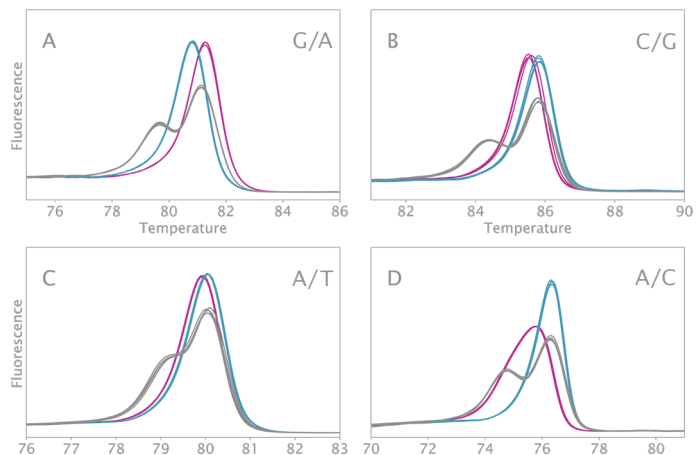 A G/A
B C/G
Fluorescence
76 78 80 82 84 86
82 84 86 88 90
Temperature
Temperature
C A/T
D A/C
Fluorescence
76 77 78 79 80 81 82 83
70 72 74 76 78 80